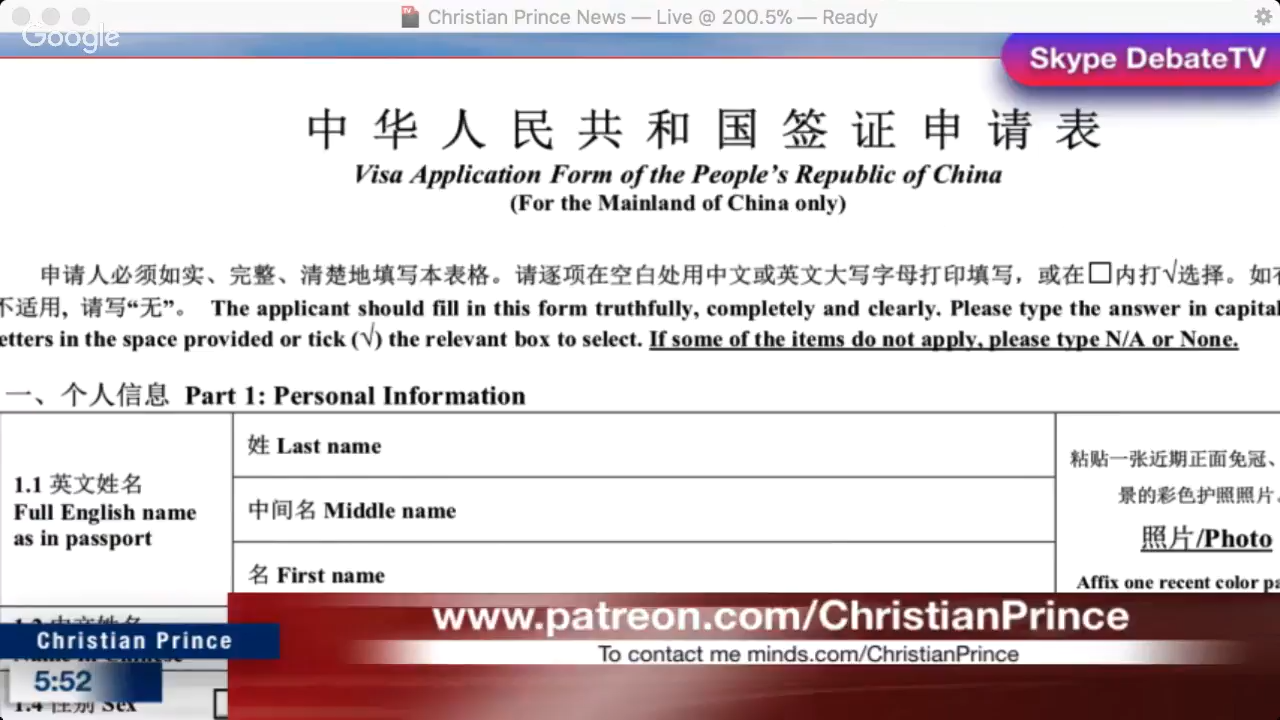 Christian Prince News — Live @ 200.5% — Ready
Google
Skype DebateTV
中华人民共和国签证申请表
Visa Application Form of the People's Republic of China
(For the Mainland of China only)
申请人必须如实、完整、清楚地填写本表格。请逐项在空白处用中文或英文大写字母打印填写，或在□内打√选择。如有
不适用, 请写“无”。 The applicant should fill in this form truthfully, completely and clearly. Please type the answer in capital
etters in the space provided or tick (√) the relevant box to select. If some of the items do not apply, please type N/A or None.
一、个人信息 Part 1: Personal Information
1.1 英文姓名
Full English name
as in passport
姓 Last name
中间名 Middle name
名 First name
粘贴一张近期正面免冠、
景的彩色护照照片。
照片/Photo
Affix one recent color pa
www.patreon.com/ChristianPrince
To contact me minds.com/ChristianPrince
Christian Prince
5:52
1.4 性别 Sex